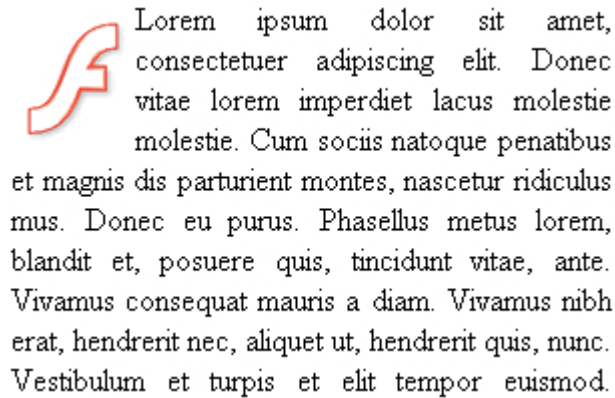 Lorem ipsum dolor sit amet,
consectetuer adipiscing elit. Donec
vitae lorem imperdiet lacus molestie
molestie. Cum sociis natoque penatibus
et magnis dis parturient montes, nascetur ridiculus
mus. Donec eu purus. Phasellus metus lorem,
blandit et, posuere quis, tincidunt vitae, ante.
Vivamus consequat mauris a diam. Vivamus nibh
erat, hendrerit nec, aliquet ut, hendrerit quis, nunc.
Vestibulum et turpis et elit tempor euismod.